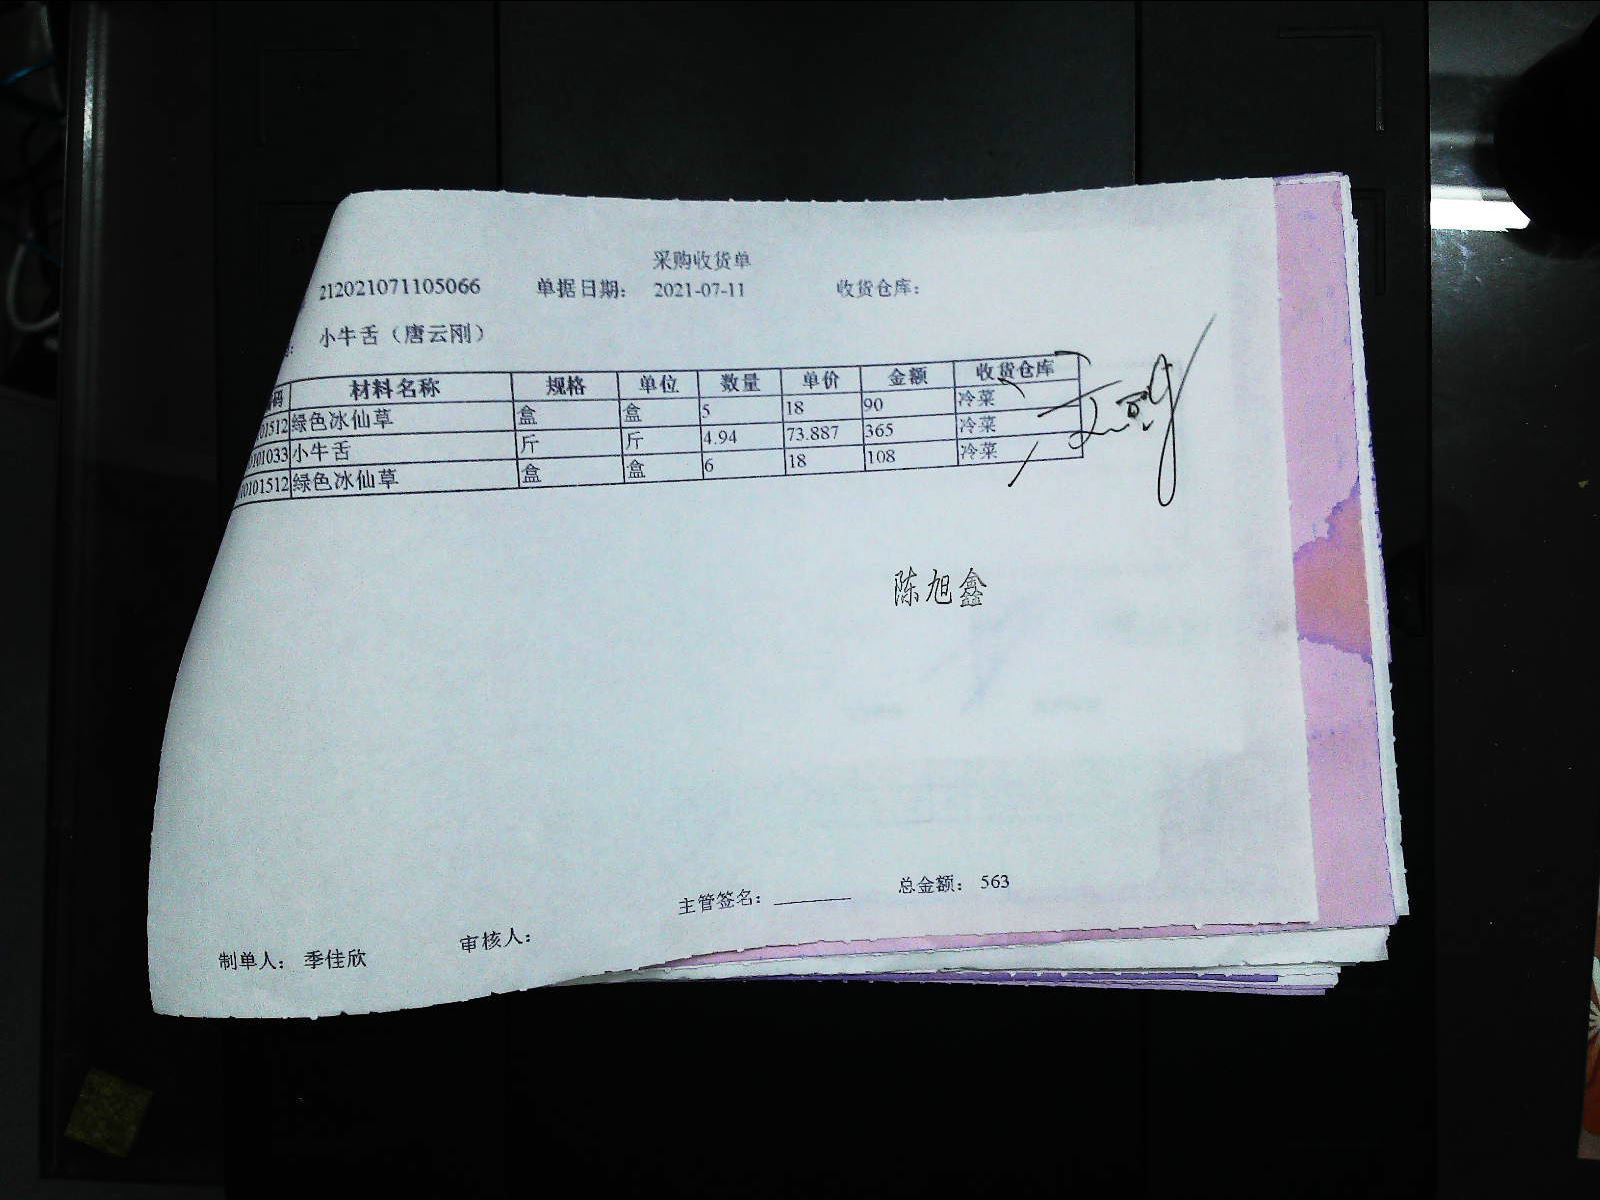 采购收货单
212021071105066 单据日期： 2021-07-11 收货仓库：
小牛舌（唐云刚）
码 材料名称 规格 单位 数量 单价 金额 收货仓库
01512 绿色冰仙草 盒 盒 5 18 90 冷菜
0101033 小牛舌 斤 斤 4.94 73.887 365 冷菜
00101512 绿色冰仙草 盒 盒 6 18 108 冷菜
陈旭鑫
制单人： 季佳欣 审核人： 主管签名： 总金额： 563